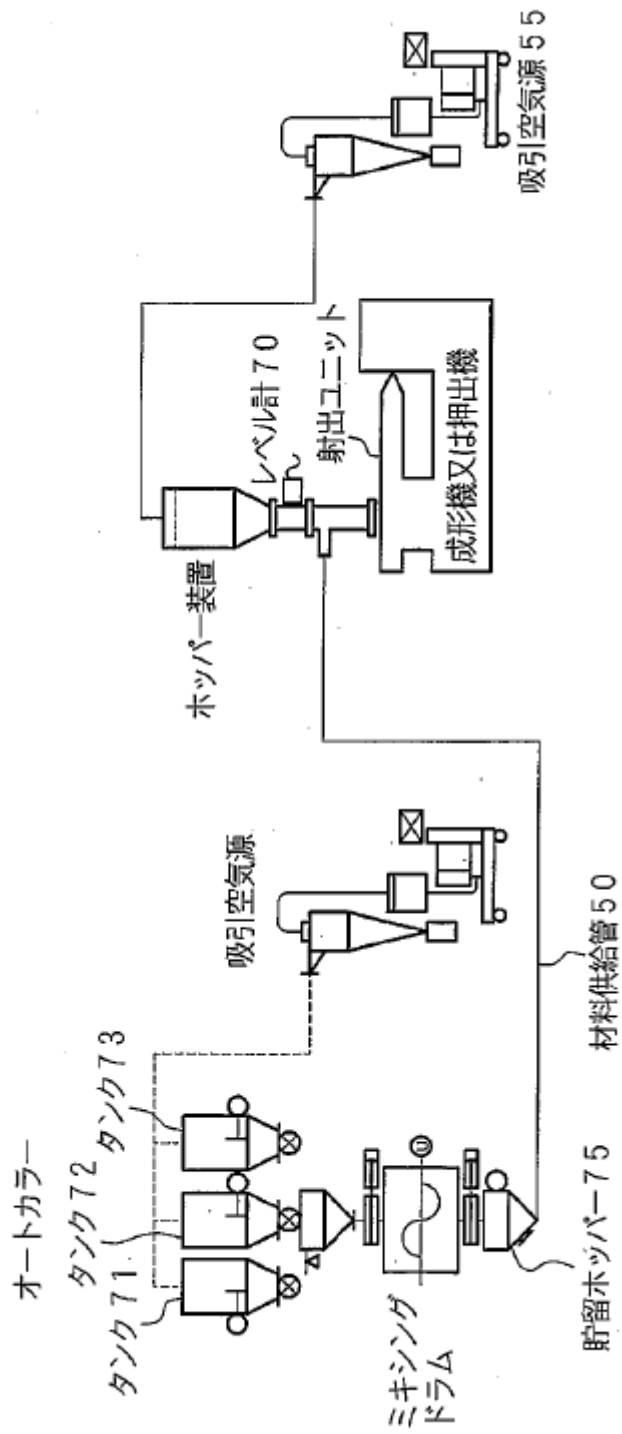 オートカラー
タンク７１
タンク７２
タンク７３
吸引空気源
ミキシング
ドラム
貯留ホッパー７５
材料供給管５０
ホッパー装置
レベル計７０
射出ユニット
成形機又は押出機
吸引空気源５５